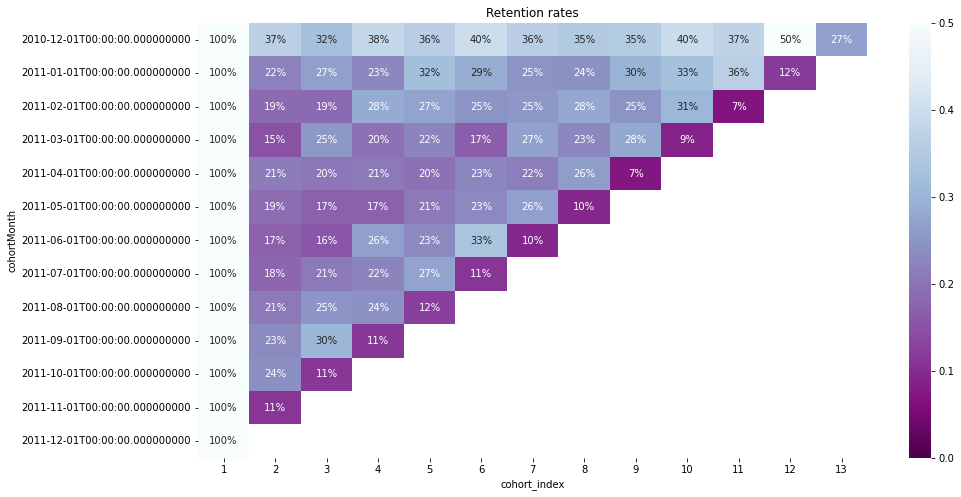 Retention rates
cohortMonth
2010-12-01T00:00:00.000000000 100% 37% 32% 38% 36% 40% 36% 35% 35% 40% 37% 50% 27%
2011-01-01T00:00:00.000000000 100% 22% 27% 23% 32% 29% 25% 24% 30% 33% 36% 12%
2011-02-01T00:00:00.000000000 100% 19% 19% 28% 27% 25% 25% 28% 25% 31% 7%
2011-03-01T00:00:00.000000000 100% 15% 25% 20% 22% 17% 27% 23% 28% 9%
2011-04-01T00:00:00.000000000 100% 21% 20% 21% 20% 23% 22% 26% 7%
2011-05-01T00:00:00.000000000 100% 19% 17% 17% 21% 23% 26% 10%
2011-06-01T00:00:00.000000000 100% 17% 16% 26% 23% 33% 10%
2011-07-01T00:00:00.000000000 100% 18% 21% 22% 27% 11%
2011-08-01T00:00:00.000000000 100% 21% 25% 24% 12%
2011-09-01T00:00:00.000000000 100% 23% 30% 11%
2011-10-01T00:00:00.000000000 100% 24% 11%
2011-11-01T00:00:00.000000000 100% 11%
2011-12-01T00:00:00.000000000 100%
1 2 3 4 5 6 7 8 9 10 11 12 13
cohort_index
0.5
0.4
0.3
0.2
0.1
0.0